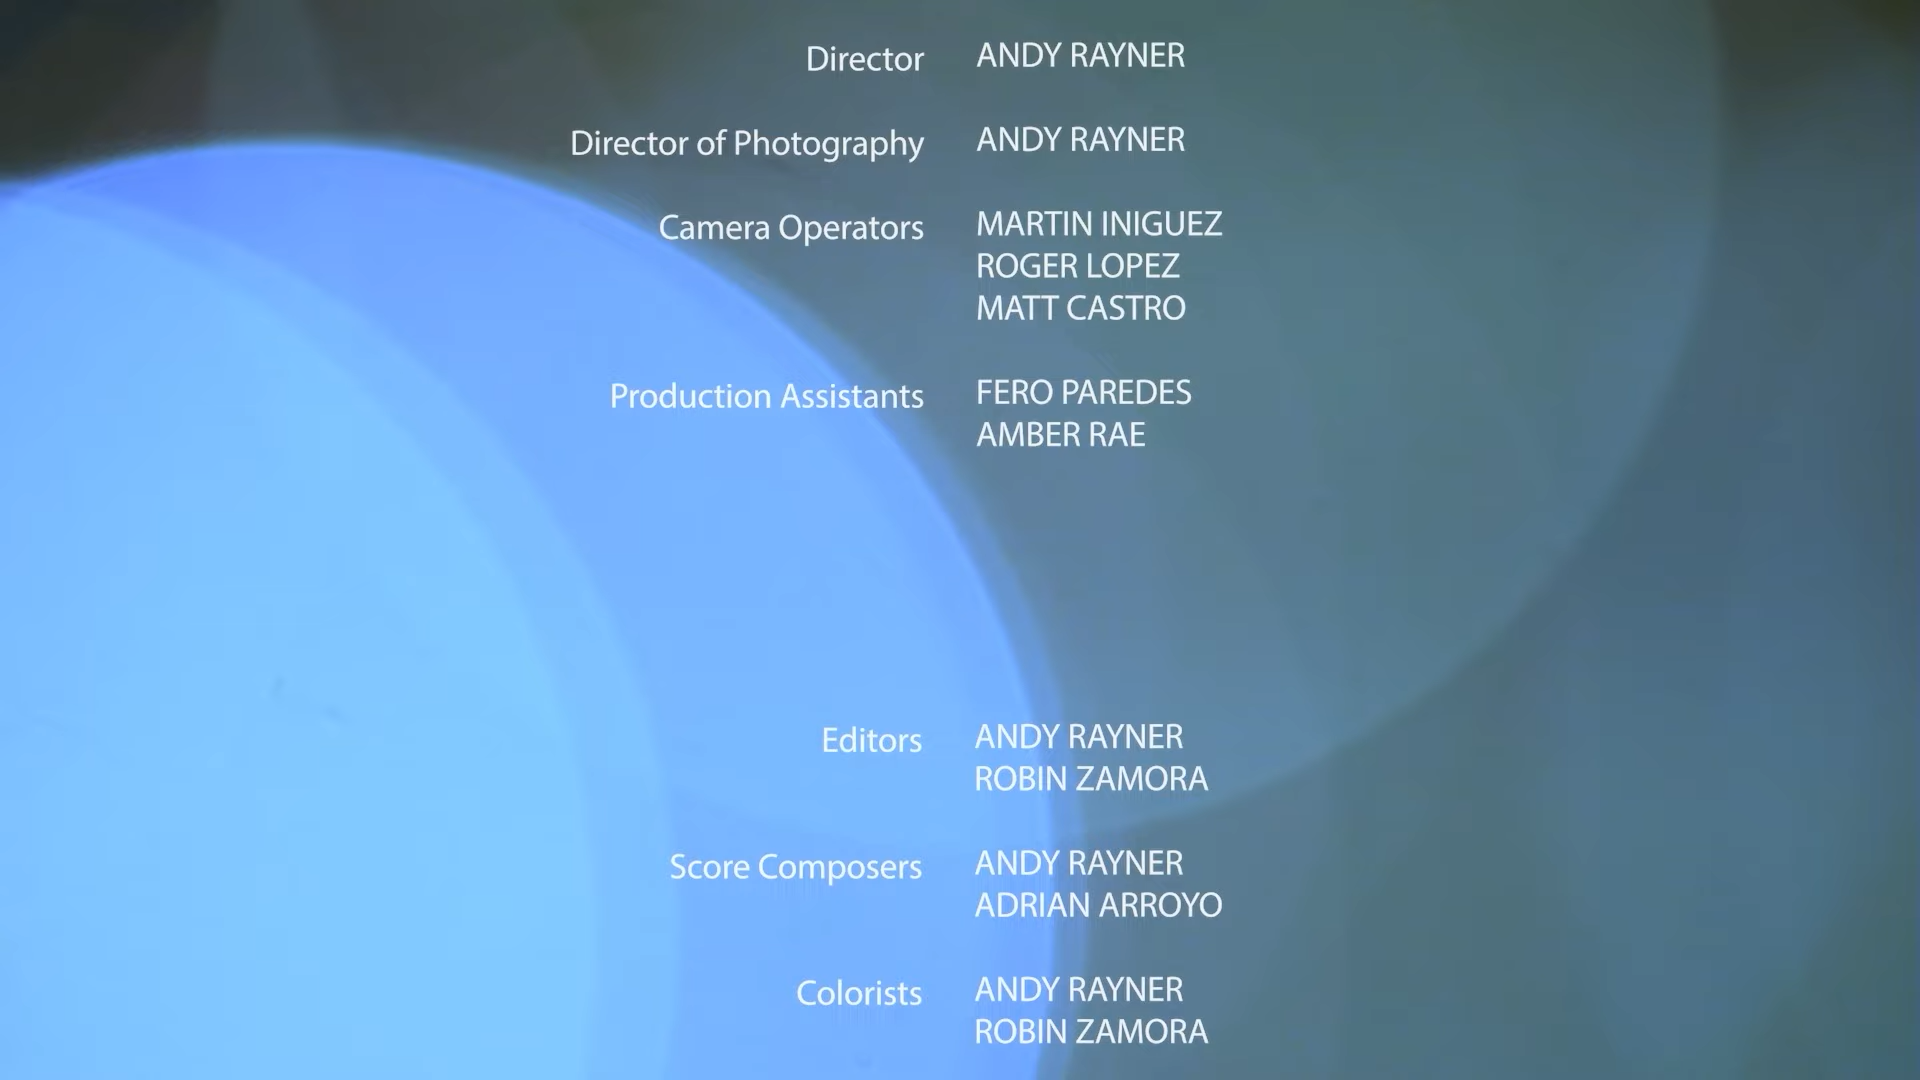 Director ANDY RAYNER
Director of Photography ANDY RAYNER
Camera Operators MARTIN INIGUEZ
ROGER LOPEZ
MATT CASTRO
Production Assistants FERO PAREDES
AMBER RAE
Editors ANDY RAYNER
ROBIN ZAMORA
Score Composers ANDY RAYNER
ADRIAN ARROYO
Colorists ANDY RAYNER
ROBIN ZAMORA